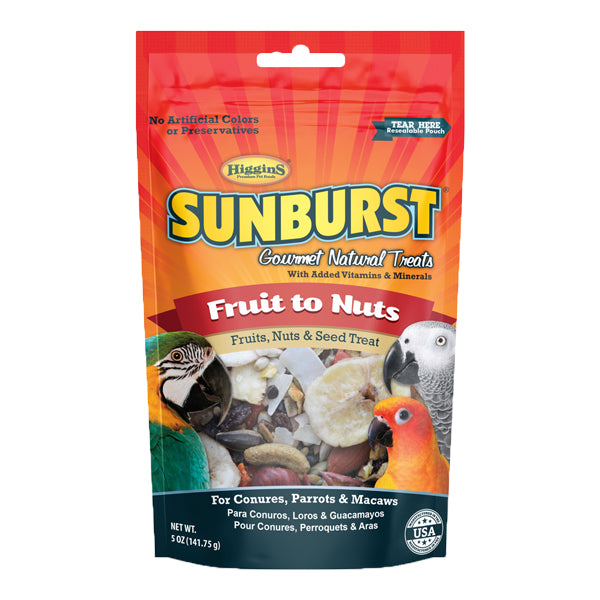 No Artificial Colors
or Preservatives
TEAR HERE
Resealable Pouch
HigginS
Premium Pet Foods
SUNBURST®
Gourmet Natural Treats
With Added Vitamins & Minerals
Fruit to Nuts
Fruits, Nuts & Seed Treat
For Conures, Parrots & Macaws
Para Conuros, Loros & Guacamayos
Pour Conures, Perroquets & Aras
NET WT.
5 OZ (141.75 g)
USA